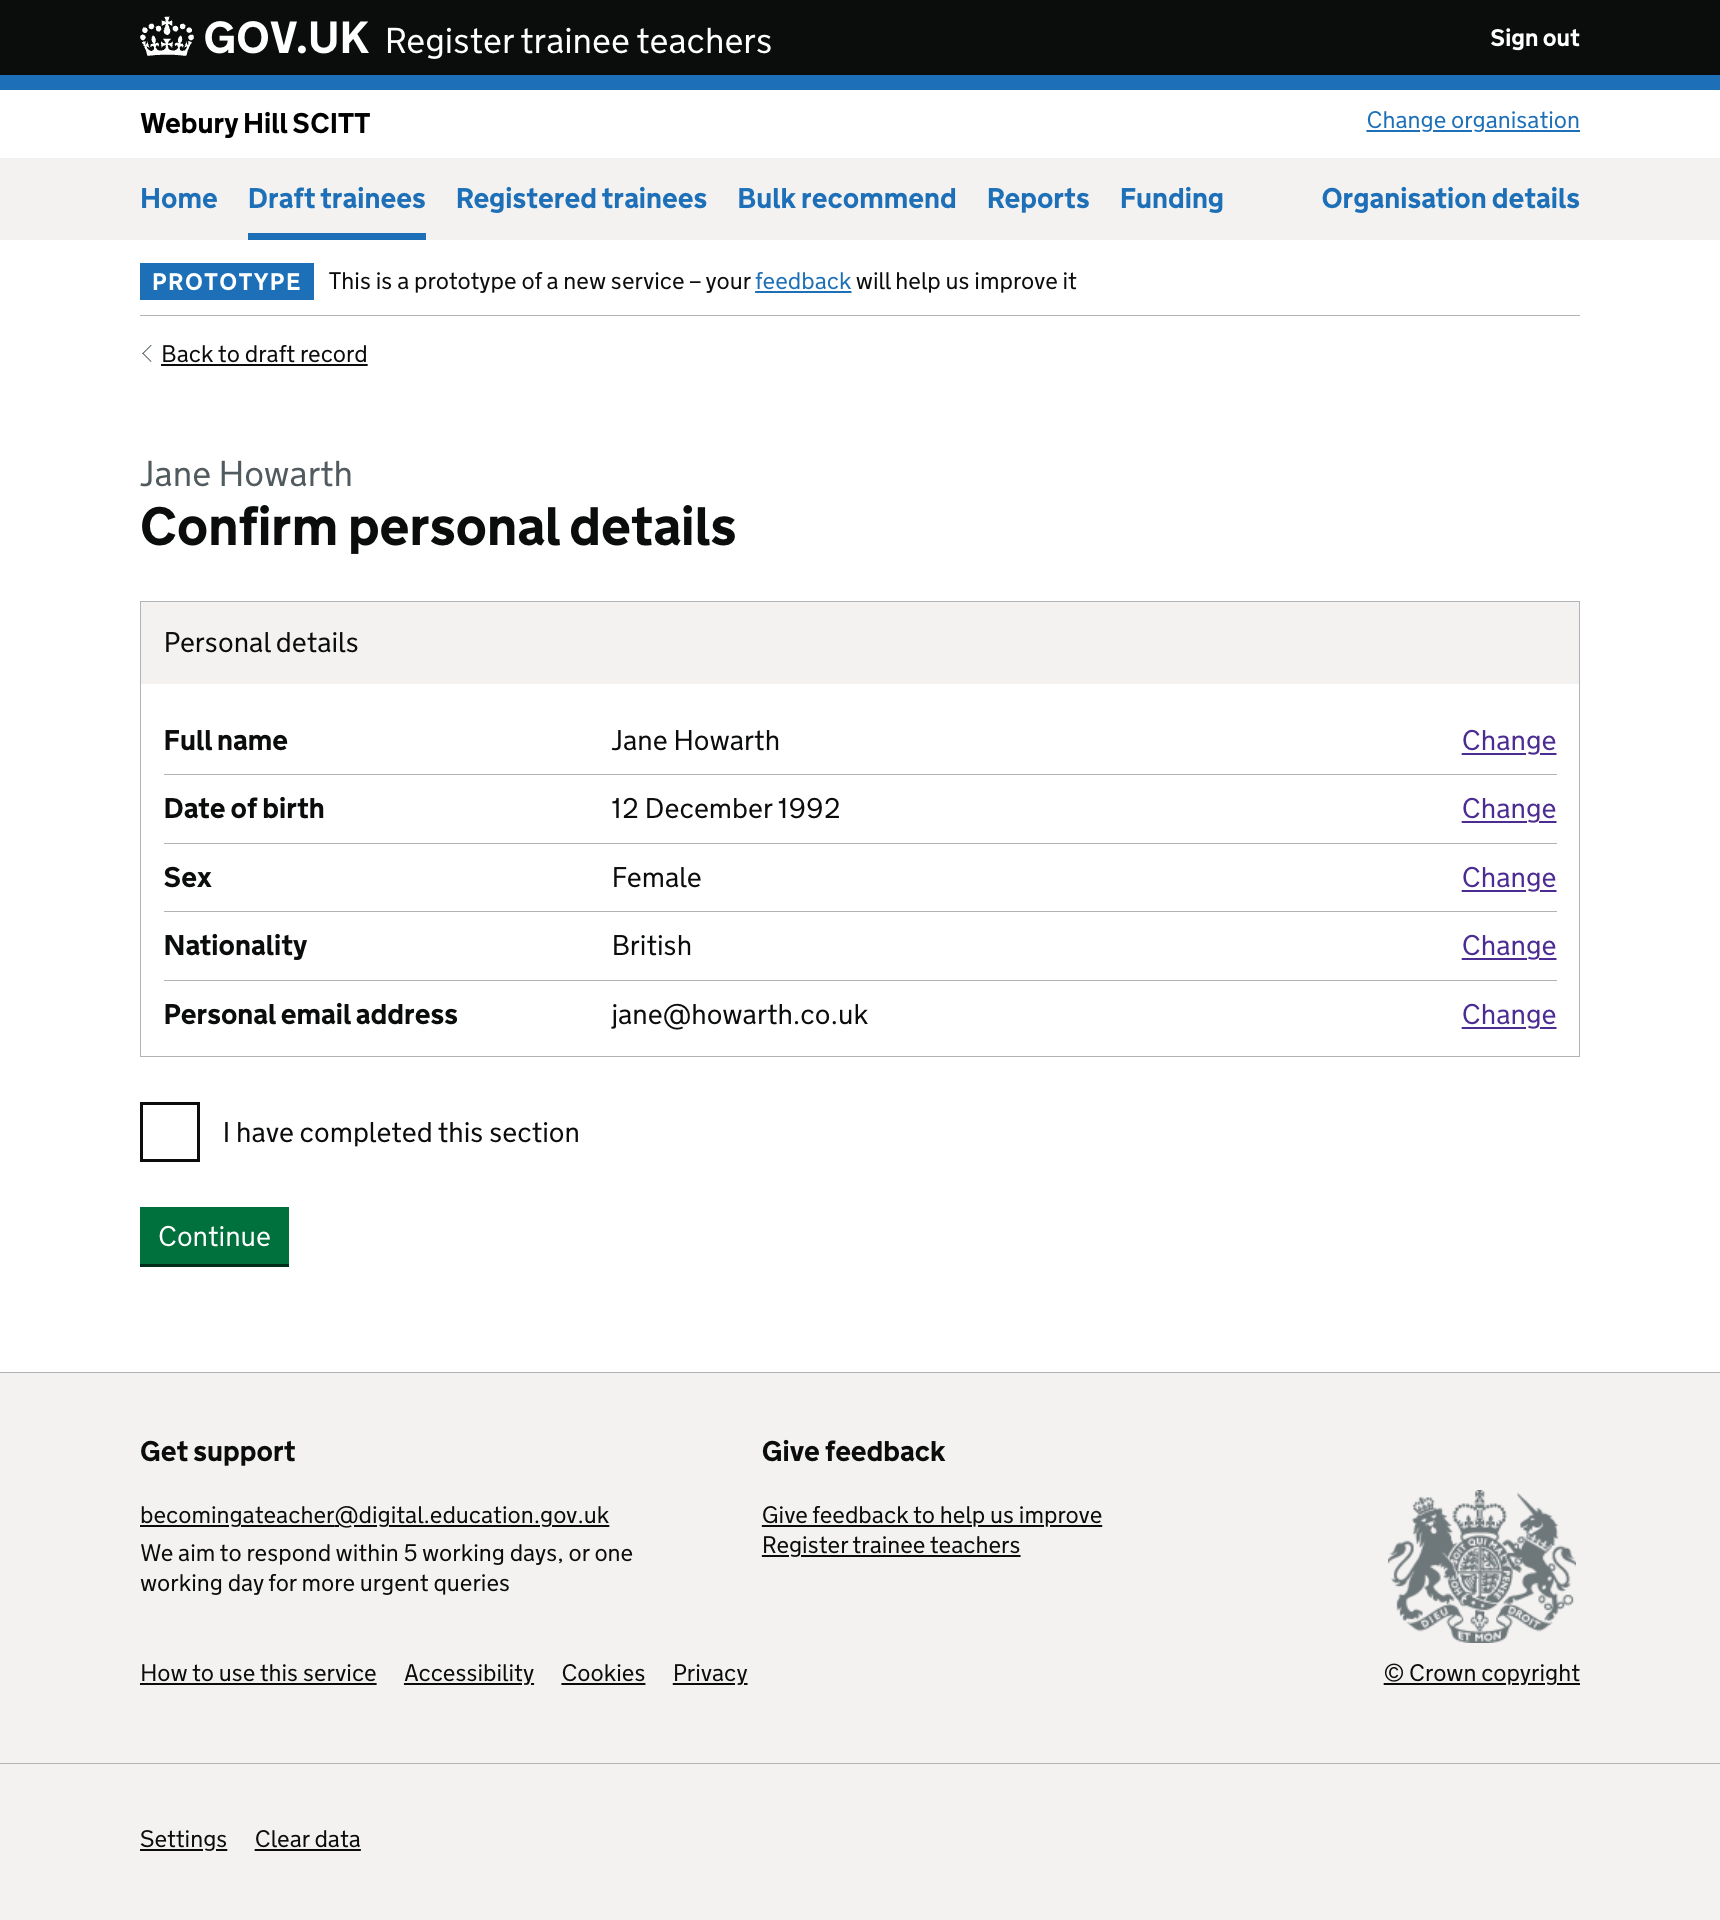 GOV.UK Register trainee teachers
Sign out
Webury Hill SCITT
Change organisation
Home Draft trainees Registered trainees Bulk recommend Reports Funding Organisation details
PROTOTYPE This is a prototype of a new service – your feedback will help us improve it
Back to draft record
Jane Howarth
Confirm personal details
Personal details
Full name Jane Howarth Change
Date of birth 12 December 1992 Change
Sex Female Change
Nationality British Change
Personal email address jane@howarth.co.uk Change
I have completed this section
Continue
Get support
becomingateacher@digital.education.gov.uk
We aim to respond within 5 working days, or one
working day for more urgent queries
Give feedback
Give feedback to help us improve
Register trainee teachers
DIEU ET MON DROIT
How to use this service Accessibility Cookies Privacy
© Crown copyright
Settings Clear data